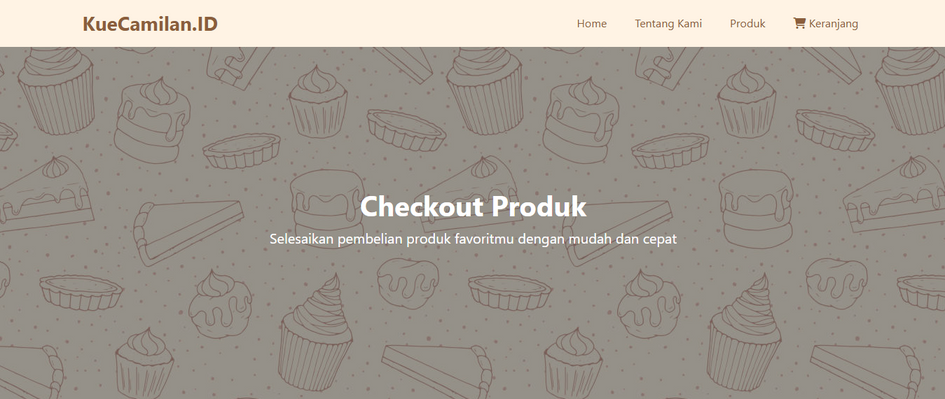 KueCamilan.ID
Home Tentang Kami Produk Keranjang
Checkout Produk
Selesaikan pembelian produk favoritmu dengan mudah dan cepat